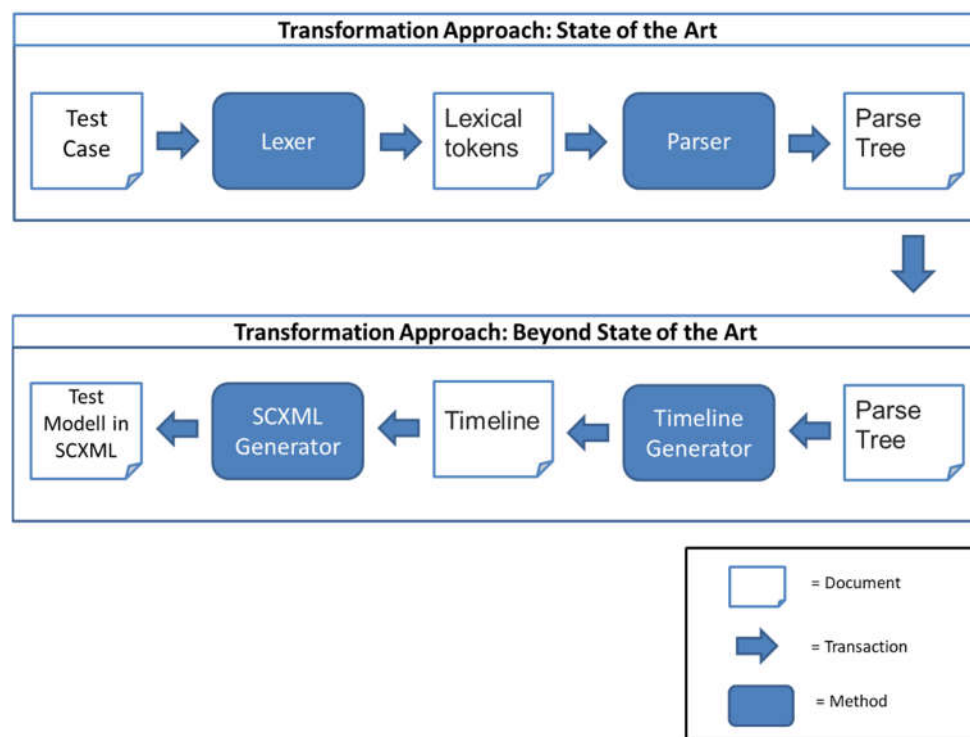 Transformation Approach: State of the Art
Test
Case
Lexer
Lexical
tokens
Parser
Parse
Tree
Transformation Approach: Beyond State of the Art
Test
Modell in
SCXML
SCXML
Generator
Timeline
Timeline
Generator
Parse
Tree
= Document
= Transaction
= Method